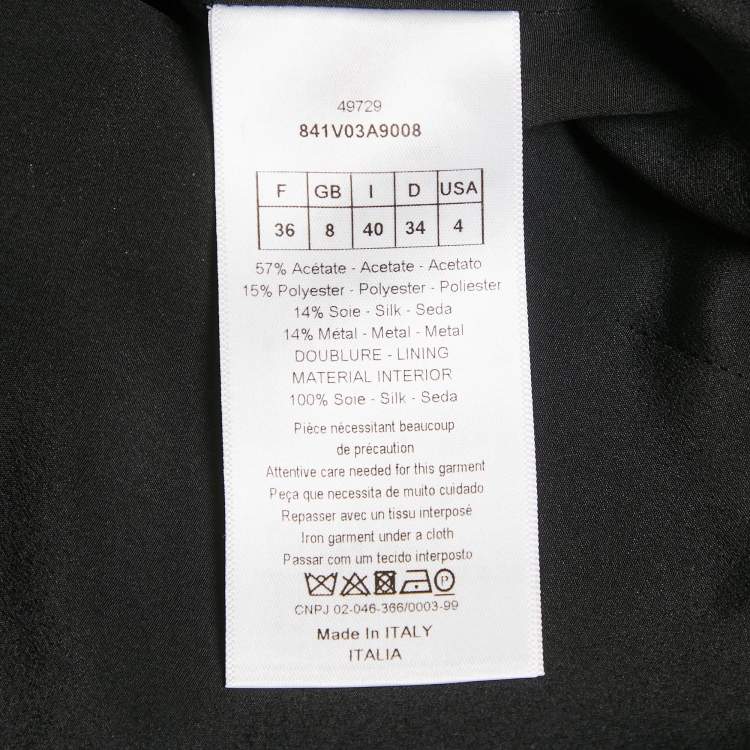 49729
841V03A9008
F GB I D USA
36 8 40 34 4
57% Acétate - Acetate - Acetato
15% Polyester - Polyester - Poliester
14% Soie - Silk - Seda
14% Métal - Metal - Metal
DOUBLURE - LINING
MATERIAL INTERIOR
100% Soie - Silk - Seda
Pièce nécessitant beaucoup
de précaution
Attentive care needed for this garment
Peça que necessita de muito cuidado
Repasser avec un tissu interposé
Iron garment under a cloth
Passar com um tecido interposto
P
CNPJ 02-046-366/0003-99
Made In ITALY
ITALIA